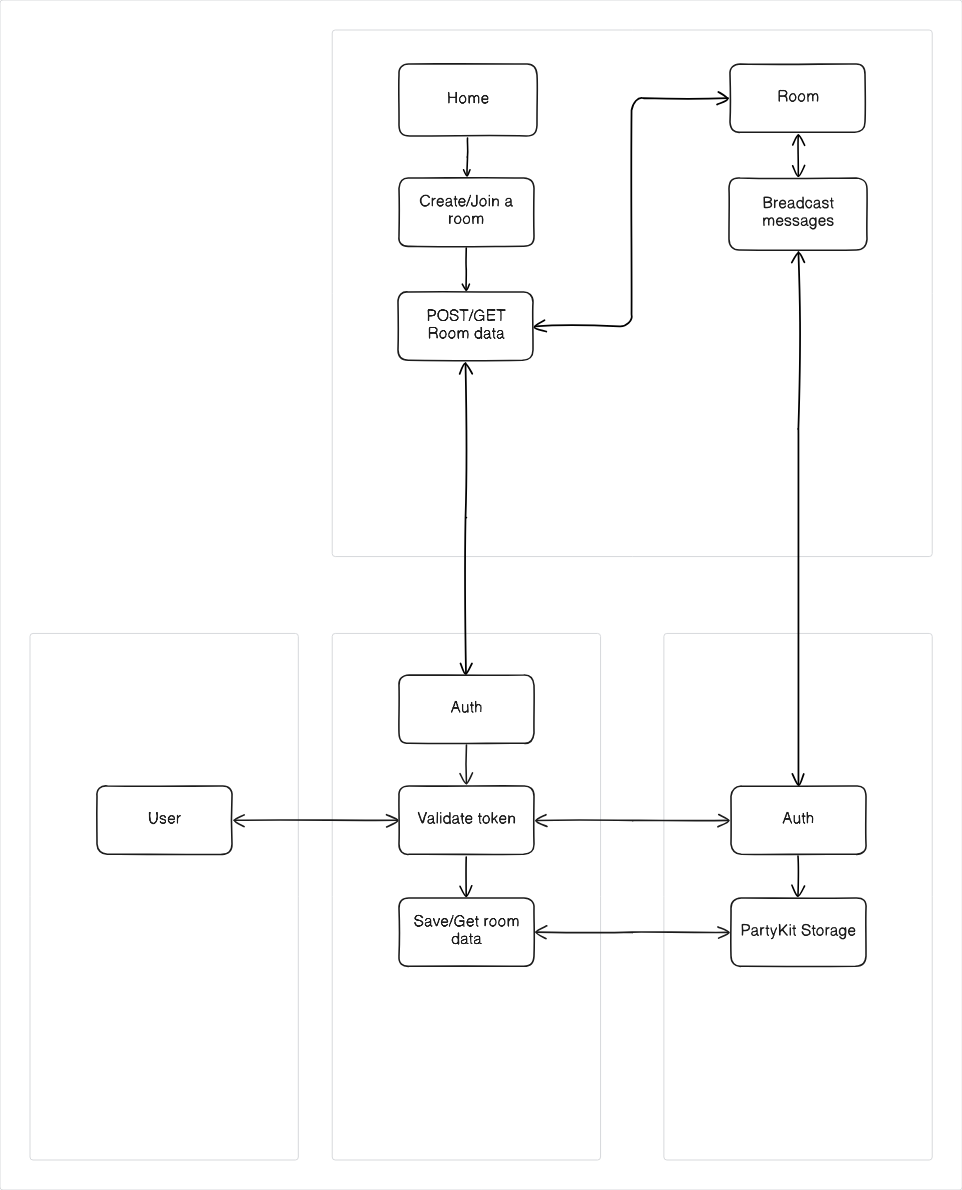 Home
Room
Create/Join a
room
Breadcast
messages
POST/GET
Room data
Auth
User
Validate token
Auth
Save/Get room
data
PartyKit Storage